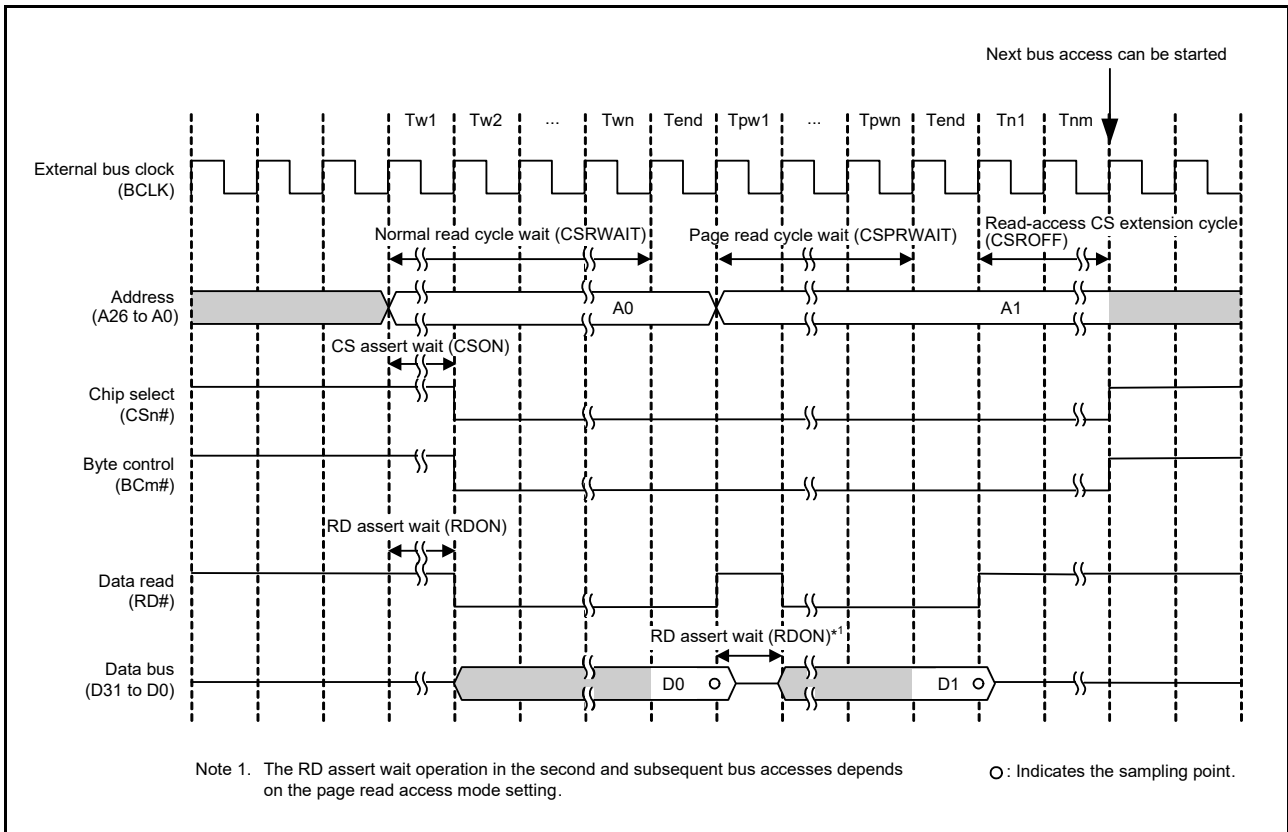 Next bus access can be started
Tw1 Tw2 ... Twn Tend Tpw1 ... Tpwn Tend Tn1 Tnm
External bus clock
(BCLK)
Normal read cycle wait (CSRWAIT)
Page read cycle wait (CSPRWAIT)
Read-access CS extension cycle
(CSROFF)
Address
(A26 to A0)
A0
A1
CS assert wait (CSON)
Chip select
(CSn#)
Byte control
(BCm#)
RD assert wait (RDON)
Data read
(RD#)
RD assert wait (RDON)*1
Data bus
(D31 to D0)
D0
D1
Note 1. The RD assert wait operation in the second and subsequent bus accesses depends
on the page read access mode setting.
: Indicates the sampling point.